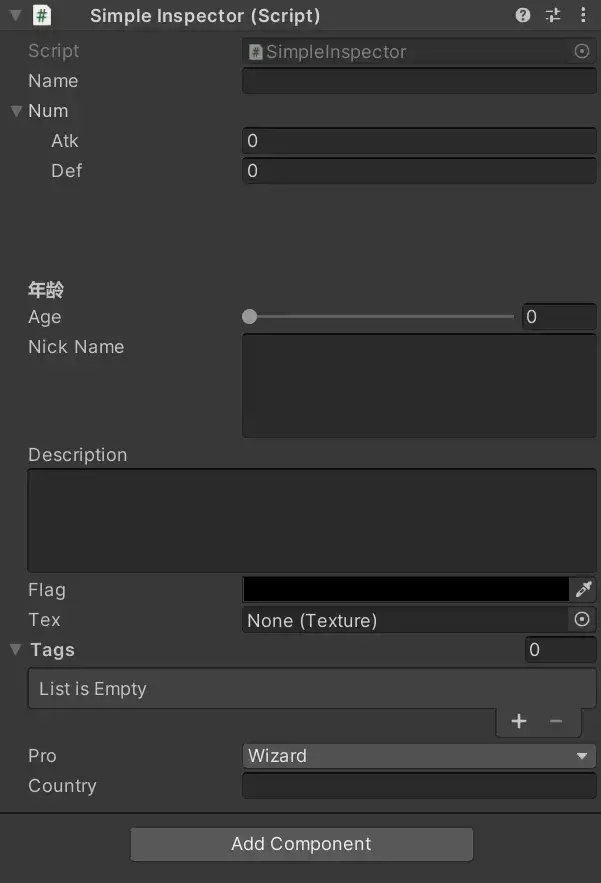 Simple Inspector (Script)
Script SimpleInspector
Name
Num
Atk 0
Def 0
年龄
Age 0
Nick Name
Description
Flag
Tex None (Texture)
Tags 0
List is Empty
Pro Wizard
Country
Add Component